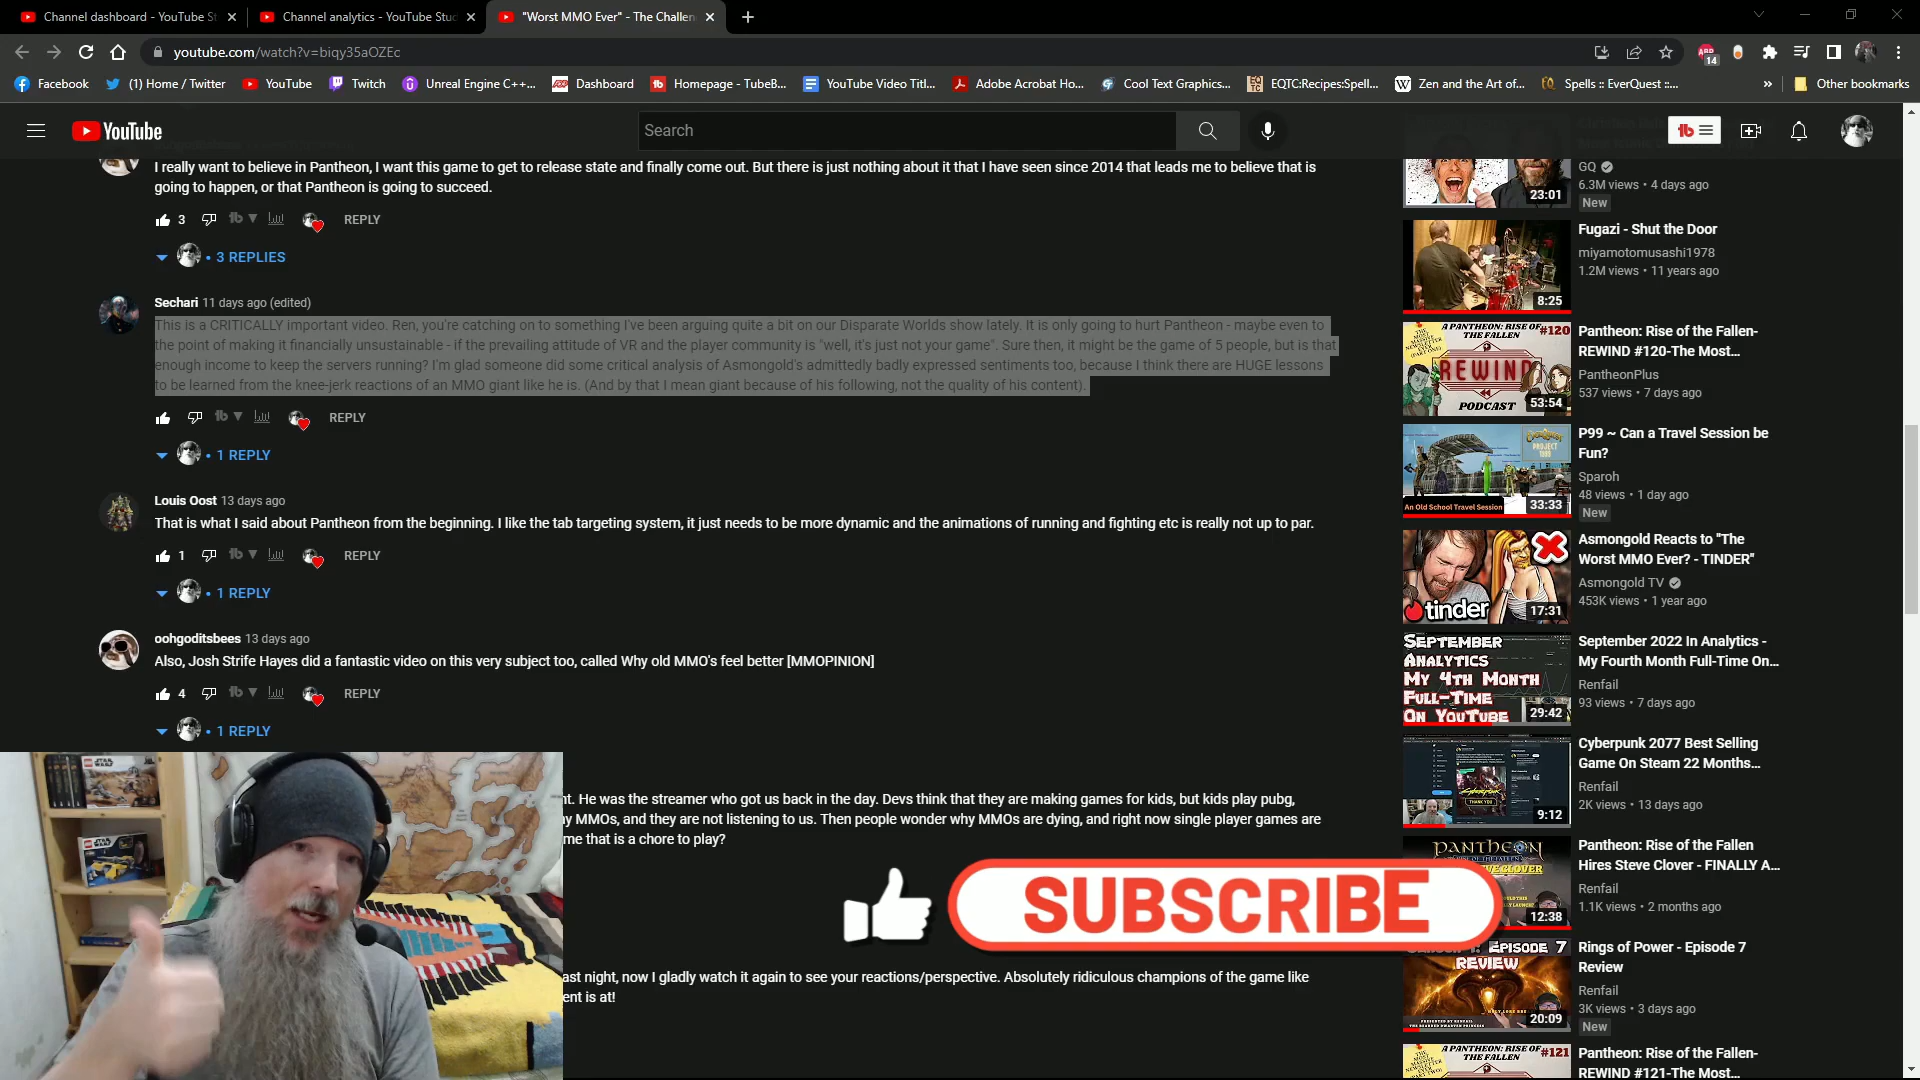 Channel dashboard - YouTube St
Channel analytics - YouTube Stud
"Worst MMO Ever" - The Challen
youtube.com/watch?v=biqy35aOZEc
14
Facebook
(1) Home / Twitter
YouTube
Twitch
Unreal Engine C++...
Dashboard
Homepage - TubeB...
YouTube Video Titl...
Adobe Acrobat Ho...
Cool Text Graphics...
EQTC:Recipes:Spell...
Zen and the Art of...
Spells :: EverQuest ::...
»
Other bookmarks
YouTube
Search
I really want to believe in Pantheon, I want this game to get to release state and finally come out. But there is just nothing about it that I have seen since 2014 that leads me to believe that is
going to happen, or that Pantheon is going to succeed.
3
REPLY
• 3 REPLIES
Sechari 11 days ago (edited)
This is a CRITICALLY important video. Ren, you're catching on to something I've been arguing quite a bit on our Disparate Worlds show lately. It is only going to hurt Pantheon - maybe even to
the point of making it financially unsustainable - if the prevailing attitude of VR and the player community is "well, it's just not your game". Sure then, it might be the game of 5 people, but is that
enough income to keep the servers running? I'm glad someone did some critical analysis of Asmongold's admittedly badly expressed sentiments too, because I think there are HUGE lessons
to be learned from the knee-jerk reactions of an MMO giant like he is. (And by that I mean giant because of his following, not the quality of his content).
REPLY
• 1 REPLY
Louis Oost 13 days ago
That is what I said about Pantheon from the beginning. I like the tab targeting system, it just needs to be more dynamic and the animations of running and fighting etc is really not up to par.
1
REPLY
• 1 REPLY
oohgoditsbees 13 days ago
Also, Josh Strife Hayes did a fantastic video on this very subject too, called Why old MMO's feel better [MMOPINION]
4
REPLY
• 1 REPLY
nt. He was the streamer who got us back in the day. Devs think that they are making games for kids, but kids play pubg,
ny MMOs, and they are not listening to us. Then people wonder why MMOs are dying, and right now single player games are
me that is a chore to play?
SUBSCRIBE
ast night, now I gladly watch it again to see your reactions/perspective. Absolutely ridiculous champions of the game like
ent is at!
23:01
GQ
6.3M views • 4 days ago
New
8:25
Fugazi - Shut the Door
miyamotomusashi1978
1.2M views • 11 years ago
A PANTHEON: RISE OF THE FALLEN
#120
REWIND
PODCAST
53:54
Pantheon: Rise of the Fallen-
REWIND #120-The Most...
PantheonPlus
537 views • 7 days ago
PROJECT
1999
An Old School Travel Session
33:33
P99 ~ Can a Travel Session be
Fun?
Sparoh
48 views • 1 day ago
New
tinder
17:31
Asmongold Reacts to "The
Worst MMO Ever? - TINDER"
Asmongold TV
453K views • 1 year ago
SEPTEMBER
ANALYTICS
MY 4TH MONTH
FULL-TIME
ON YOUTUBE
29:42
September 2022 In Analytics -
My Fourth Month Full-Time On...
Renfail
93 views • 7 days ago
THANK YOU
9:12
Cyberpunk 2077 Best Selling
Game On Steam 22 Months...
Renfail
2K views • 13 days ago
PANTHEON
12:38
Pantheon: Rise of the Fallen
Hires Steve Clover - FINALLY A...
Renfail
1.1K views • 2 months ago
EPISODE 7
REVIEW
20:09
Rings of Power - Episode 7
Review
Renfail
3K views • 3 days ago
New
A PANTHEON: RISE OF THE FALLEN
#121
Pantheon: Rise of the Fallen-
REWIND #121-The Most...